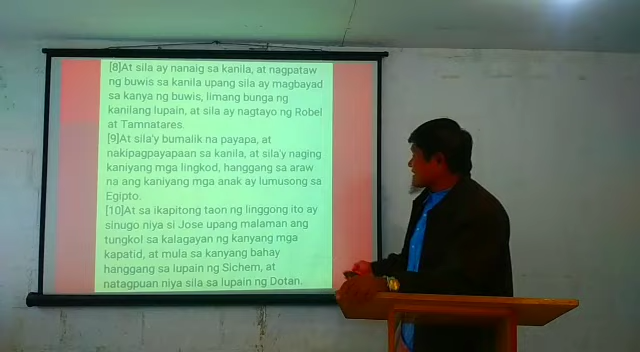 [8]At sila ay nanaig sa kanila, at nagpataw
ng buwis sa kanila upang sila ay magbayad
sa kanya ng buwis, limang bunga ng
kanilang lupain, at sila ay nagtayo ng Robel
at Tamnatares.
[9]At sila'y bumalik na payapa, at
nakipagpayapaan sa kanila, at sila'y naging
kaniyang mga lingkod, hanggang sa araw
na ang kaniyang mga anak ay lumusong sa
Egipto.
[10]At sa ikapitong taon ng linggong ito ay
sinugo niya si Jose upang malaman ang
tungkol sa kalagayan ng kanyang mga
kapatid, at mula sa kanyang bahay
hanggang sa lupain ng Sichem, at
natagpuan niya sila sa lupain ng Dotan.